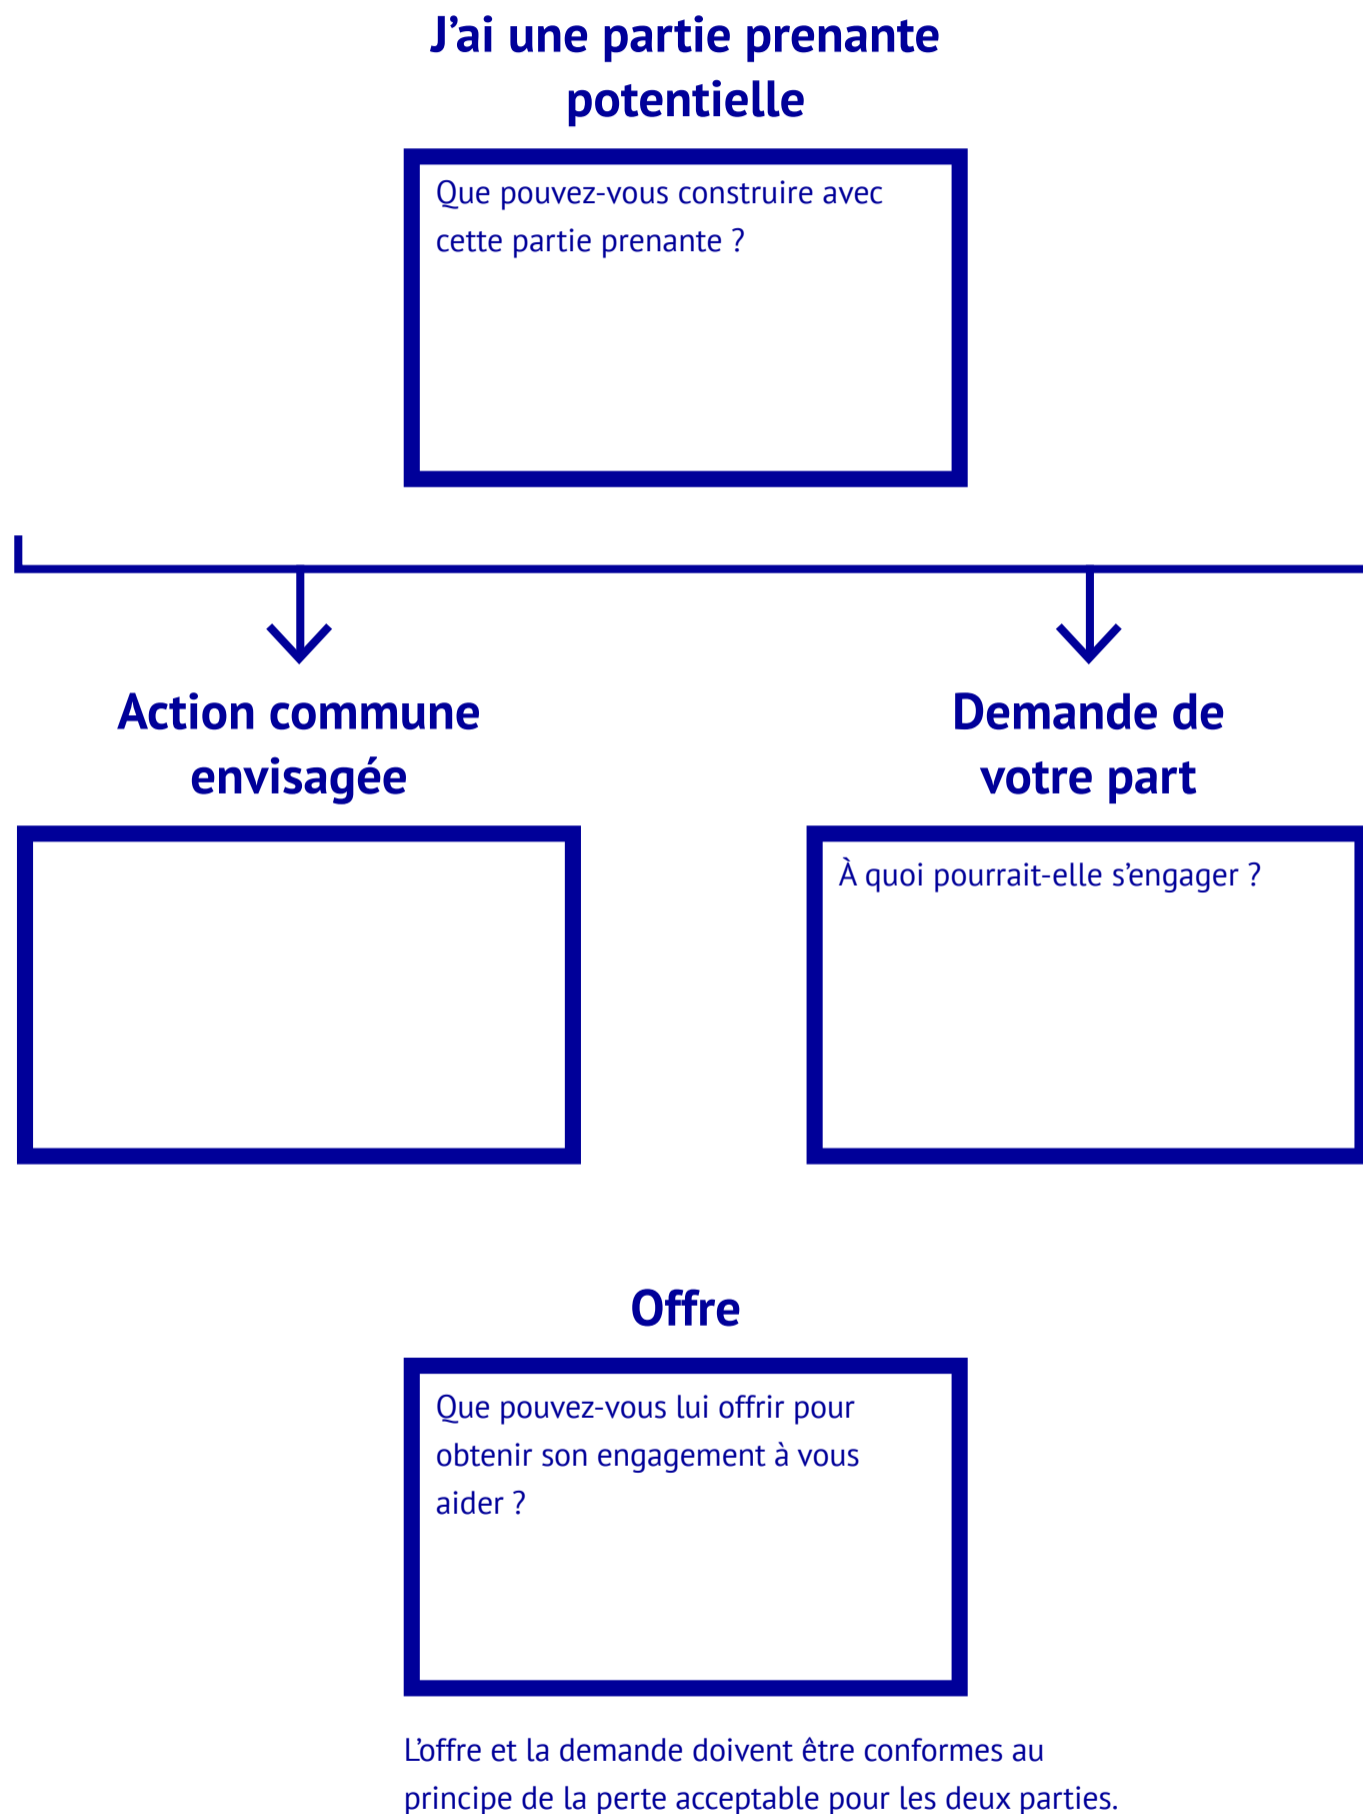 J’ai une partie prenante
potentielle
Que pouvez-vous construire avec
cette partie prenante ?
Action commune
envisagée
Demande de
votre part
À quoi pourrait-elle s’engager ?
Offre
Que pouvez-vous lui offrir pour
obtenir son engagement à vous
aider ?
L’offre et la demande doivent être conformes au
principe de la perte acceptable pour les deux parties.